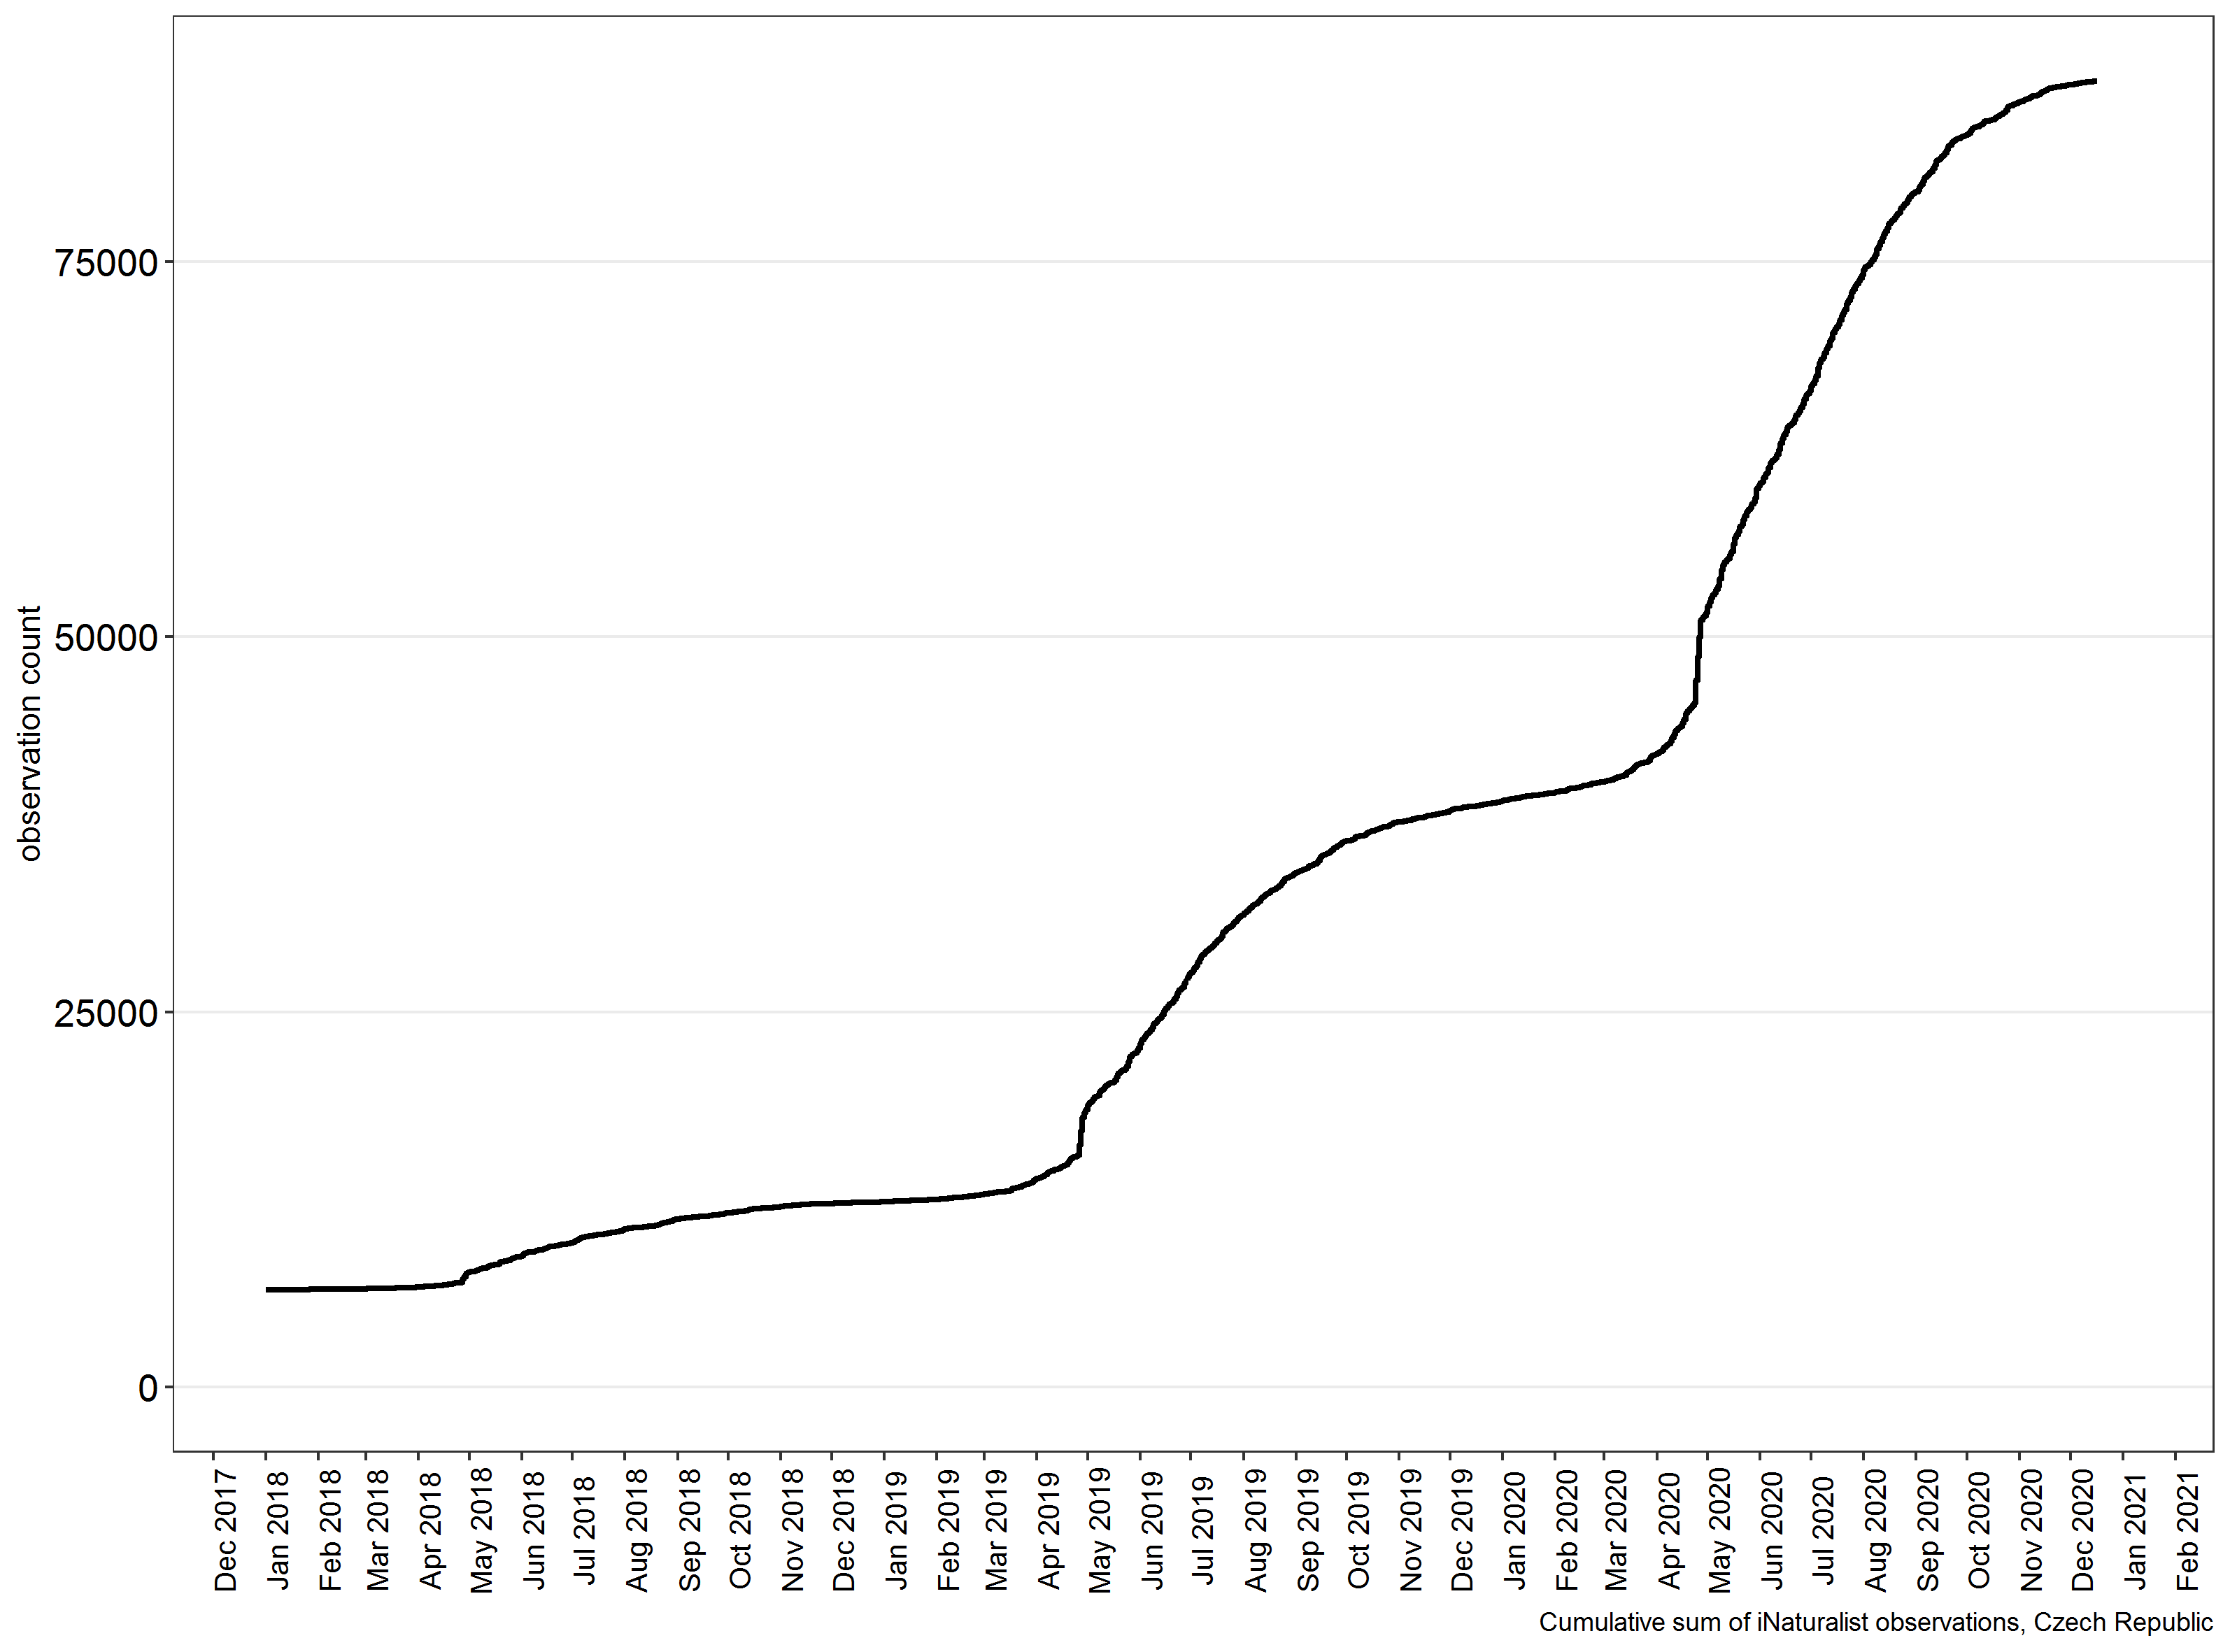 observation count
75000
50000
25000
0
Dec 2017
Jan 2018
Feb 2018
Mar 2018
Apr 2018
May 2018
Jun 2018
Jul 2018
Aug 2018
Sep 2018
Oct 2018
Nov 2018
Dec 2018
Jan 2019
Feb 2019
Mar 2019
Apr 2019
May 2019
Jun 2019
Jul 2019
Aug 2019
Sep 2019
Oct 2019
Nov 2019
Dec 2019
Jan 2020
Feb 2020
Mar 2020
Apr 2020
May 2020
Jun 2020
Jul 2020
Aug 2020
Sep 2020
Oct 2020
Nov 2020
Dec 2020
Jan 2021
Feb 2021
Cumulative sum of iNaturalist observations, Czech Republic